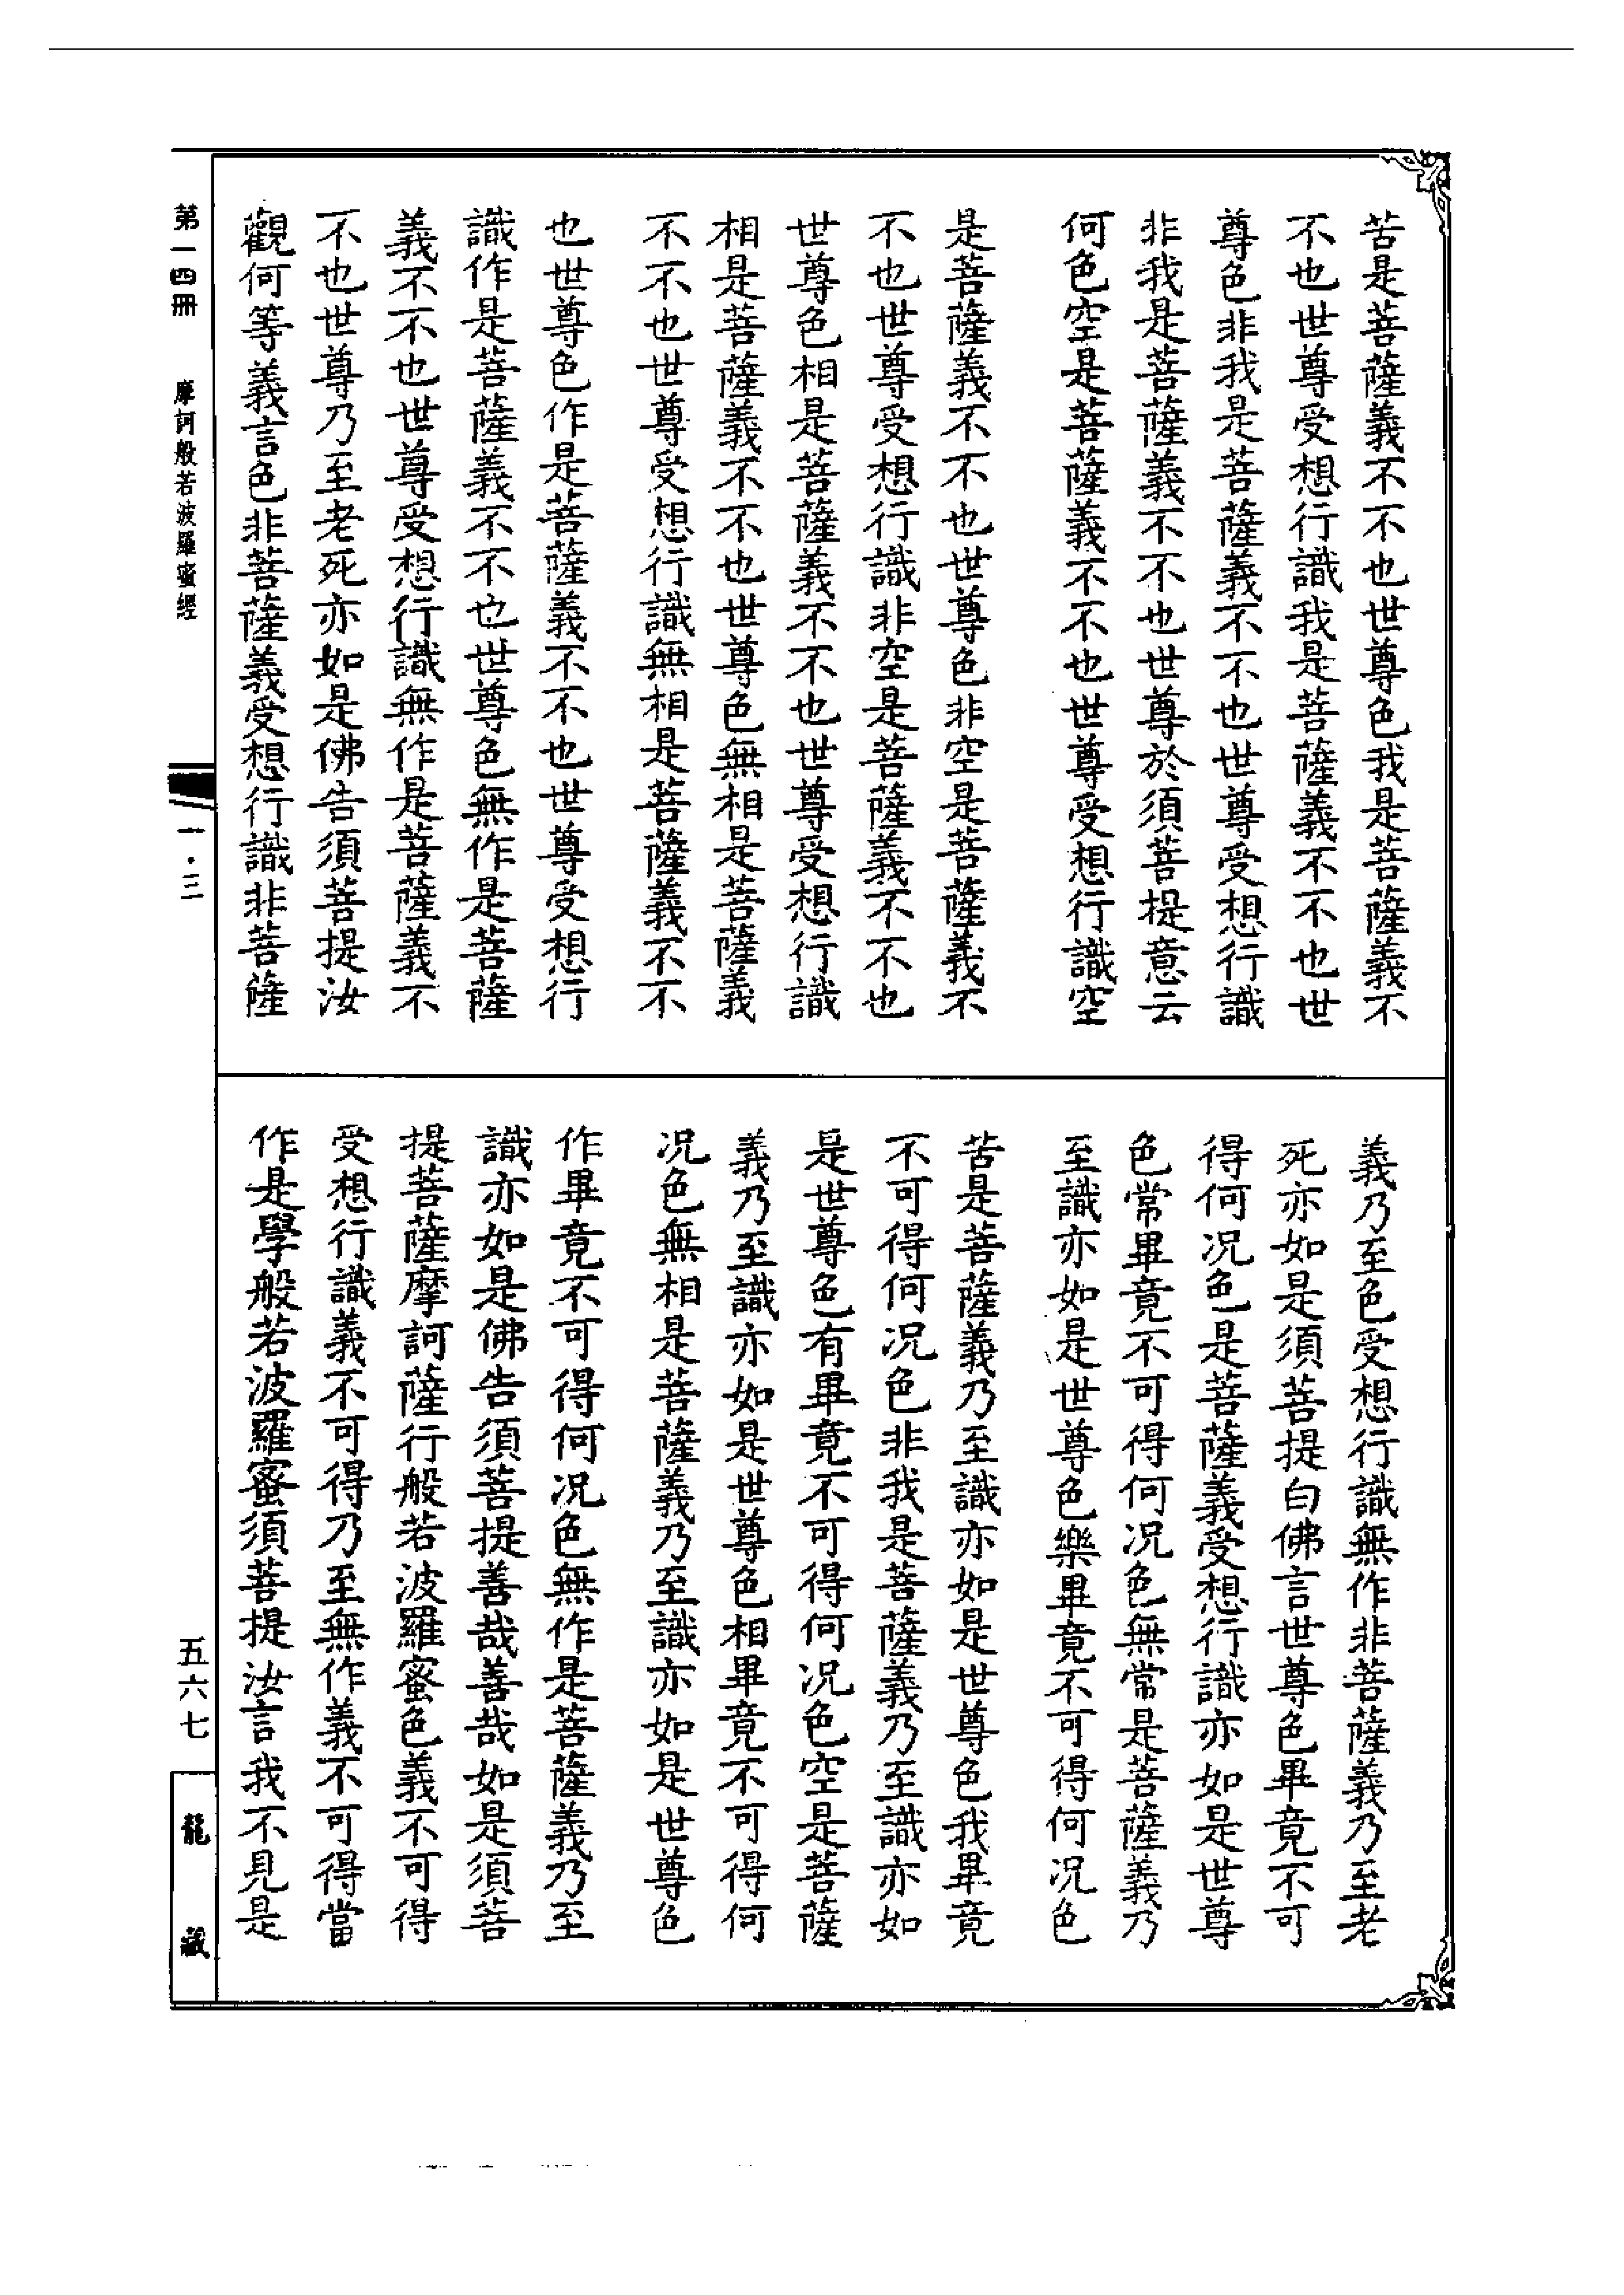 苦是菩薩義不不也世尊色我是菩薩義不
不也世尊受想行識我是菩薩義不不也世
尊色非我是菩薩義不不也世尊受想行識
非我是菩薩義不不也世尊於須菩提意云
何色空是菩薩義不不也世尊受想行識空
是菩薩義不不也世尊色非空是菩薩義不
不也世尊受想行識非空是菩薩義不不也
世尊色相是菩薩義不不也世尊受想行識
相是菩薩義不不也世尊色無相是菩薩義
不不也世尊受想行識無相是菩薩義不不
也世尊色作是菩薩義不不也世尊受想行
識作是菩薩義不不也世尊色無作是菩薩
義不不也世尊受想行識無作是菩薩義不
不也世尊乃至老死亦如是佛告須菩提汝
觀何等義言色非菩薩義受想行識非菩薩
義乃至色受想行識無作非菩薩義乃至老
死亦如是須菩提白佛言世尊色畢竟不可
得何况色是菩薩義受想行識亦如是世尊
色常畢竟不可得何况色無常是菩薩義乃
至識亦如是世尊色樂畢竟不可得何况色
苦是菩薩義乃至識亦如是世尊色我畢竟
不可得何况色非我是菩薩義乃至識亦如
是世尊色有畢竟不可得何况色空是菩薩
義乃至識亦如是世尊色相畢竟不可得何
况色無相是菩薩義乃至識亦如是世尊色
作畢竟不可得何况色無作是菩薩義乃至
識亦如是佛告須菩提善哉善哉如是須菩
提菩薩摩訶薩行般若波羅蜜色義不可得
受想行識義不可得乃至無作義不可得當
作是學般若波羅蜜須菩提汝言我不見是
第一四冊
摩訶般若波羅蜜經
一·三
五六七
龍藏